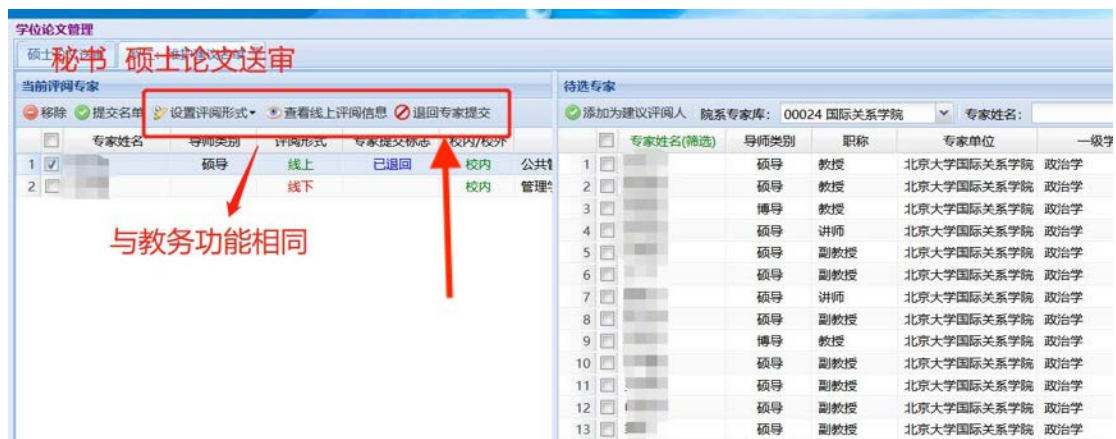 学位论文管理
硕士
秘书 硕士论文送审
当前评阅专家
移除 提交名单 设置评阅形式 查看线上评阅信息 退回专家提交
专家姓名 导师类别 评阅形式 专家提交标志 校内/校外
1 硕导 线上 已退回 校内 公共管
2 线下 校内 管理学
与教务功能相同
待选专家
添加为建议评阅人 院系专家库: 00024 国际关系学院 专家姓名:
专家姓名(筛选) 导师类别 职称 专家单位 一级学
1 硕导 教授 北京大学国际关系学院 政治学
2 硕导 教授 北京大学国际关系学院 政治学
3 博导 教授 北京大学国际关系学院 政治学
4 硕导 讲师 北京大学国际关系学院 政治学
5 硕导 副教授 北京大学国际关系学院 政治学
6 硕导 副教授 北京大学国际关系学院 政治学
7 硕导 讲师 北京大学国际关系学院 政治学
8 硕导 副教授 北京大学国际关系学院 政治学
9 博导 教授 北京大学国际关系学院 政治学
10 硕导 副教授 北京大学国际关系学院 政治学
11 硕导 副教授 北京大学国际关系学院 政治学
12 硕导 副教授 北京大学国际关系学院 政治学
13 硕导 副教授 北京大学国际关系学院 政治学